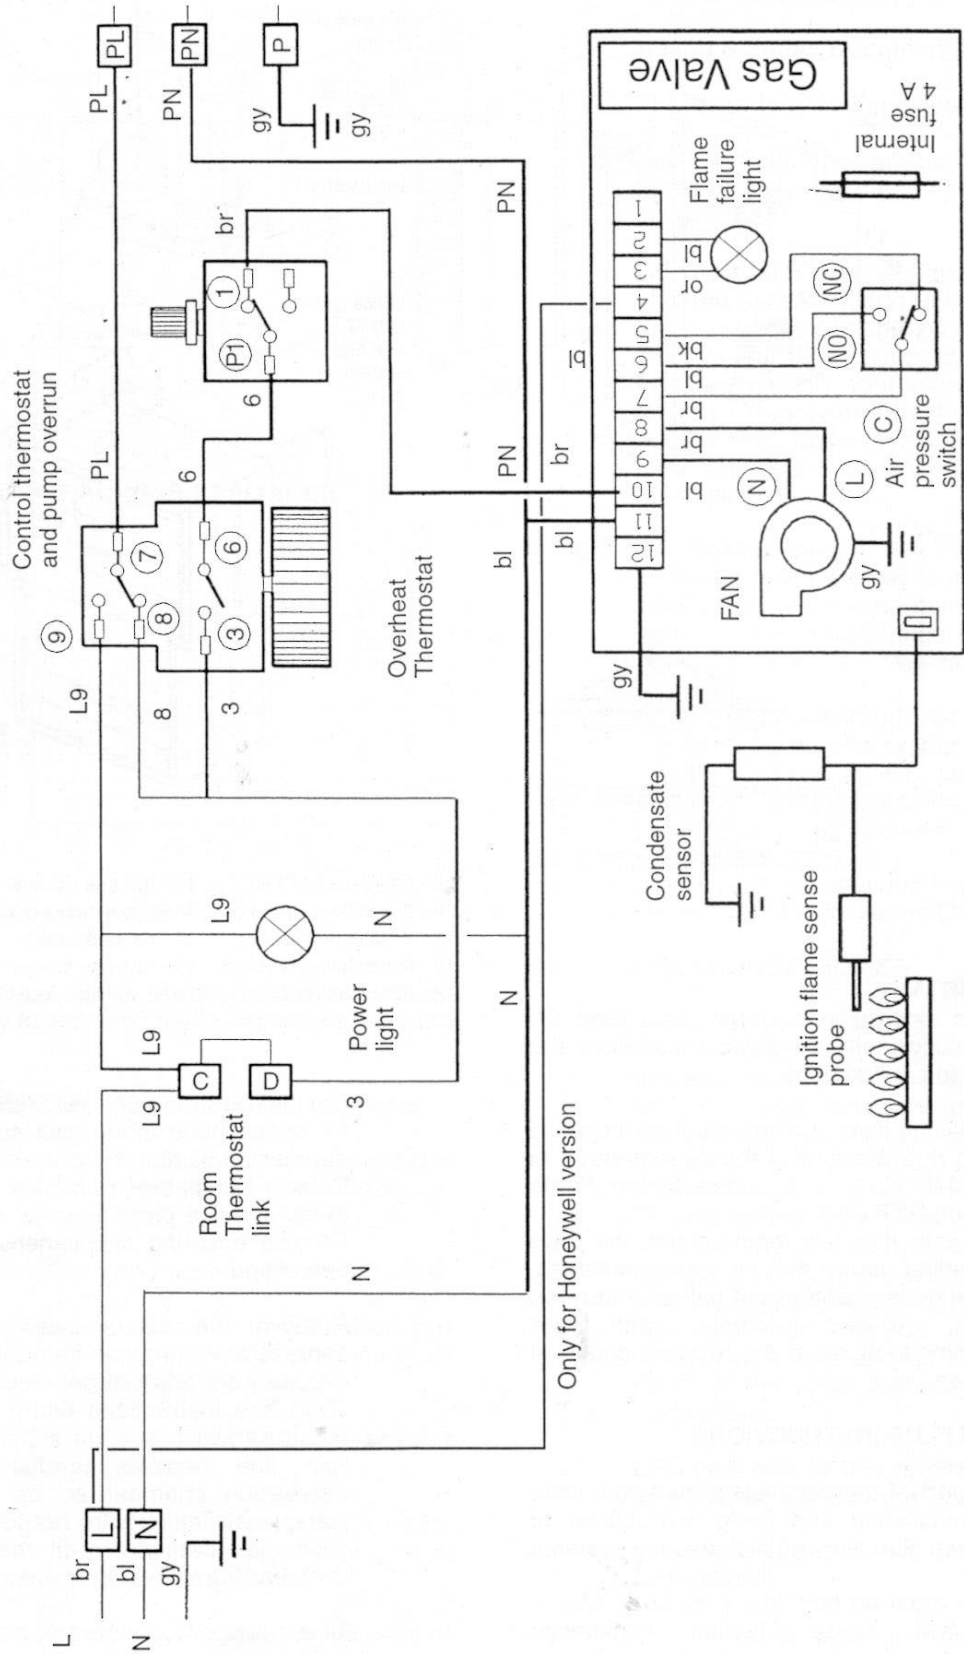 L
N
br
bl
gy
L
N
L9
L9
Room
Thermostat
link
C
D
N
3
L9
N
Power
light
N
Only for Honeywell version
L9
8
3
9
8
7
3
6
Control thermostat
and pump overrun
Overheat
Thermostat
PL
6
6
P1
1
br
PL
PN
gy
gy
PL
PN
P
PN
PN
bl
bl
br
bl
gy
12
11
10
9
8
7
6
5
4
3
2
1
bl
br
br
bl
bk
or
bl
Flame
failure
light
Gas Valve
Internal
fuse
4 A
NC
NO
C
Air
pressure
switch
L
N
FAN
gy
Condensate
sensor
Ignition flame sense
probe